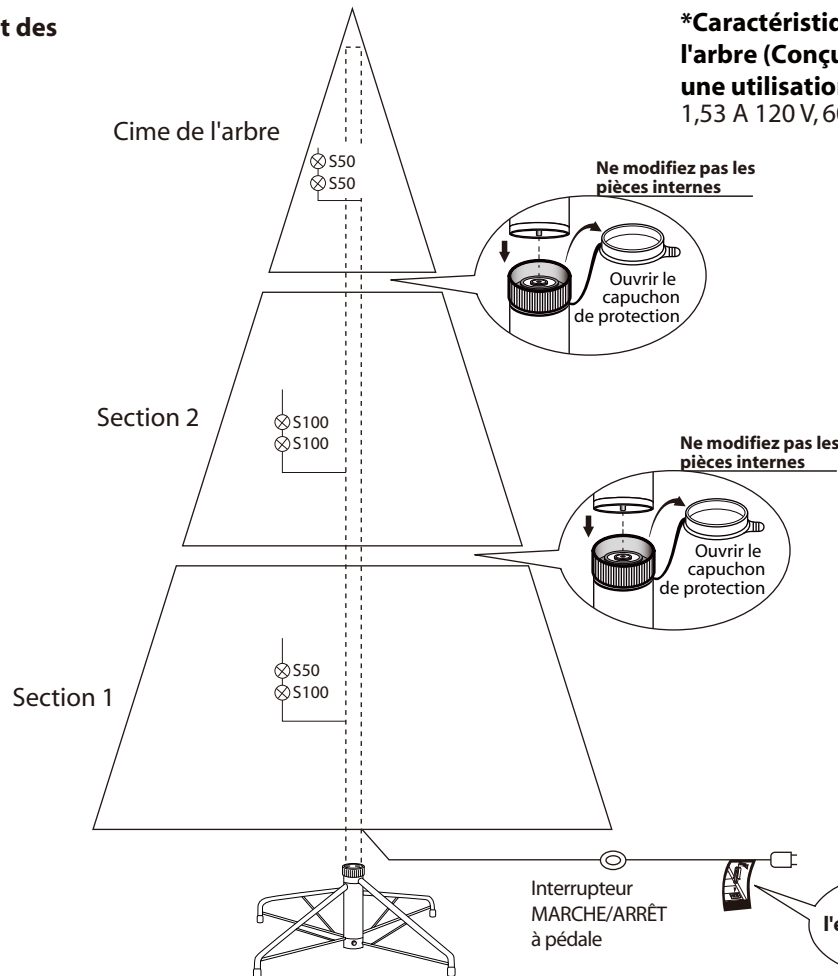 t des
*Caractéristiq
l'arbre (Conçu
une utilisation
1,53 A 120 V, 60
Cime de l'arbre
S50
S50
Ne modifiez pas les
pièces internes
Ouvrir le
capuchon
de protection
Section 2
S100
S100
Ne modifiez pas les
pièces internes
Ouvrir le
capuchon
de protection
Section 1
S50
S100
Interrupteur
MARCHE/ARRÊT
à pédale
l'e